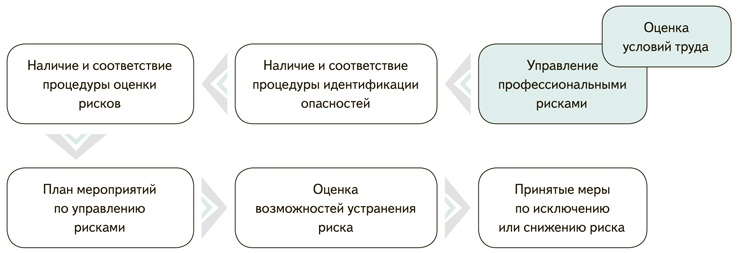 Оценка
условий труда
Управление
профессиональными
рисками
Наличие и соответствие
процедуры идентификации
опасностей
Наличие и соответствие
процедуры оценки
рисков
План мероприятий
по управлению
рисками
Оценка
возможностей устранения
риска
Принятые меры
по исключению
или снижению риска